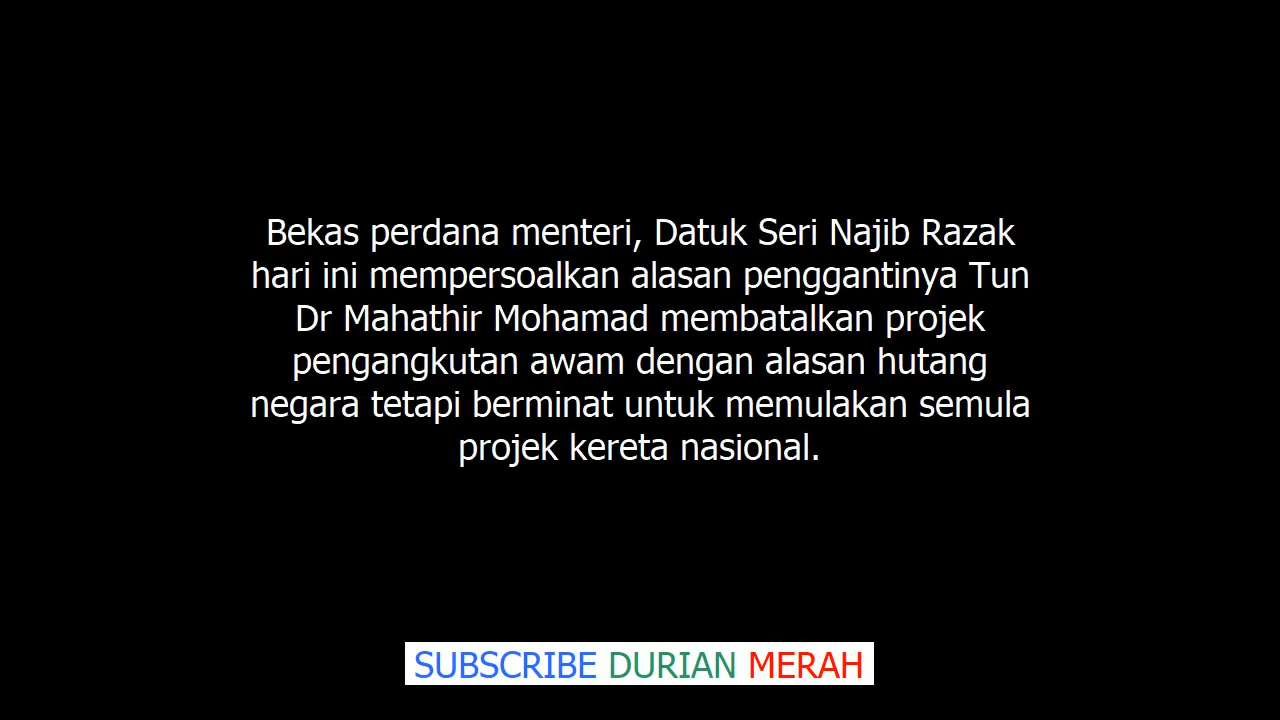 Bekas perdana menteri, Datuk Seri Najib Razak
hari ini mempersoalkan alasan penggantinya Tun
Dr Mahathir Mohamad membatalkan projek
pengangkutan awam dengan alasan hutang
negara tetapi berminat untuk memulakan semula
projek kereta nasional.
SUBSCRIBE DURIAN MERAH